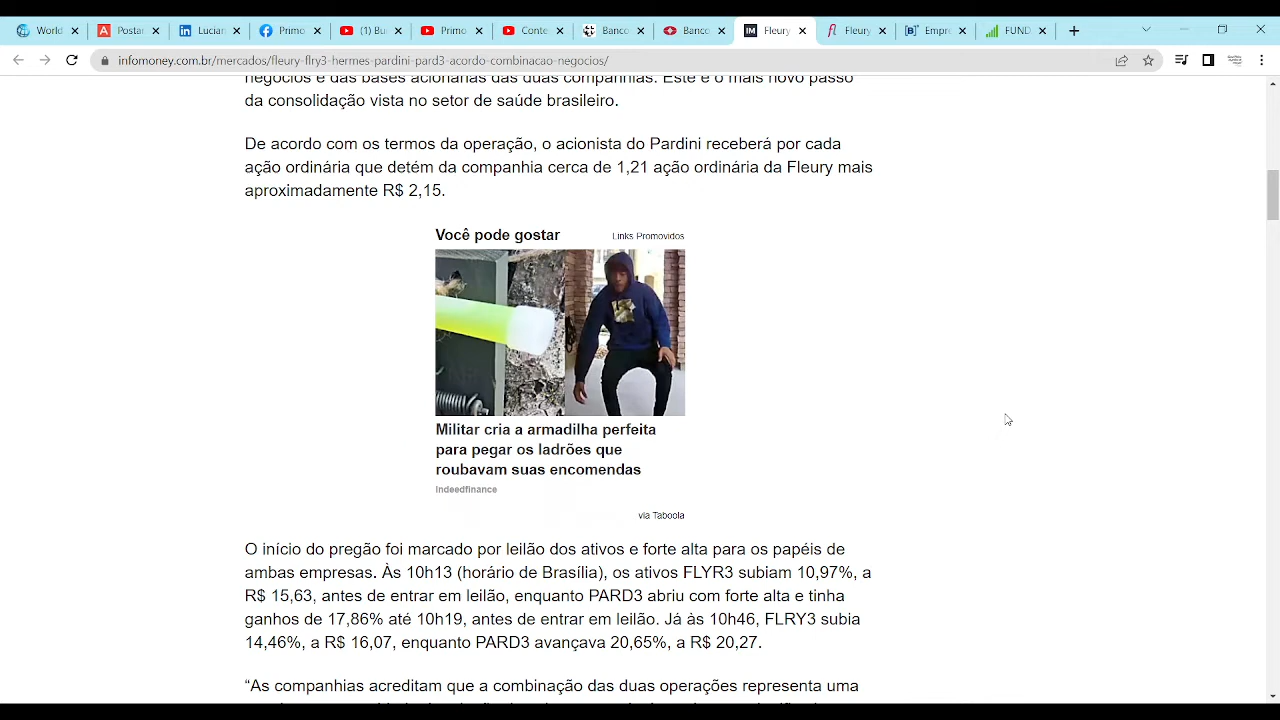 World
Postar
Lucian
Primo
(1) Bu
Primo
Conte
Banco
Banco
IM Fleury
Fleury
Empre
FUND
infomoney.com.br/mercados/fleury-flry3-hermes-pardini-pard3-acordo-combinacao-negocios/
negócios e das bases acionárias das duas companhias. Este é o mais novo passo
da consolidação vista no setor de saúde brasileiro.
De acordo com os termos da operação, o acionista do Pardini receberá por cada
ação ordinária que detém da companhia cerca de 1,21 ação ordinária da Fleury mais
aproximadamente R$ 2,15.
Você pode gostar
Links Promovidos
Militar cria a armadilha perfeita
para pegar os ladrões que
roubavam suas encomendas
Indeedfinance
via Taboola
O início do pregão foi marcado por leilão dos ativos e forte alta para os papéis de
ambas empresas. Às 10h13 (horário de Brasília), os ativos FLYR3 subiam 10,97%, a
R$ 15,63, antes de entrar em leilão, enquanto PARD3 abriu com forte alta e tinha
ganhos de 17,86% até 10h19, antes de entrar em leilão. Já às 10h46, FLRY3 subia
14,46%, a R$ 16,07, enquanto PARD3 avançava 20,65%, a R$ 20,27.
“As companhias acreditam que a combinação das duas operações representa uma